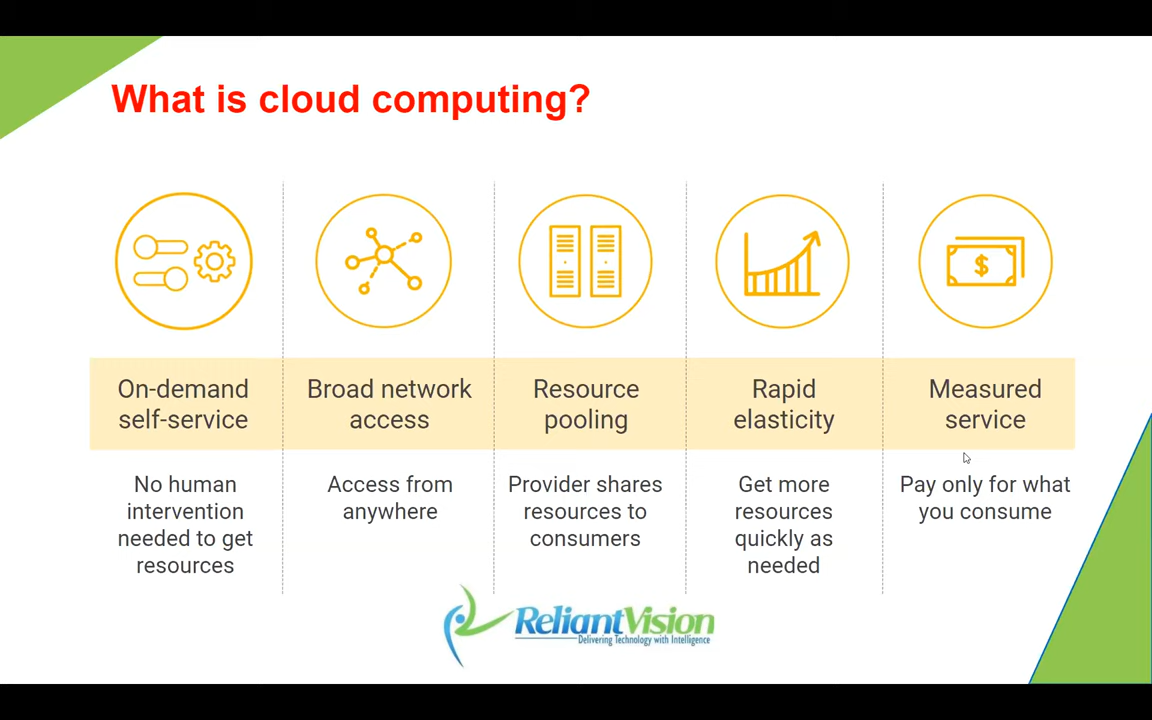 What is cloud computing?
$
On-demand
self-service
Broad network
access
Resource
pooling
Rapid
elasticity
Measured
service
No human
intervention
needed to get
resources
Access from
anywhere
Provider shares
resources to
consumers
Get more
resources
quickly as
needed
Pay only for what
you consume
ReliantVision
Delivering Technology with Intelligence